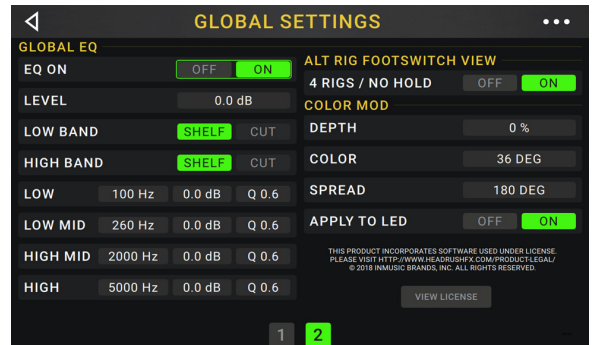 GLOBAL SETTINGS
GLOBAL EQ
EQ ON OFF ON
LEVEL 0.0 dB
LOW BAND SHELF CUT
HIGH BAND SHELF CUT
LOW 100 Hz 0.0 dB Q 0.6
LOW MID 260 Hz 0.0 dB Q 0.6
HIGH MID 2000 Hz 0.0 dB Q 0.6
HIGH 5000 Hz 0.0 dB Q 0.6
ALT RIG FOOTSWITCH VIEW
4 RIGS / NO HOLD OFF ON
COLOR MOD
DEPTH 0 %
COLOR 36 DEG
SPREAD 180 DEG
APPLY TO LED OFF ON
THIS PRODUCT INCORPORATES SOFTWARE USED UNDER LICENSE.
PLEASE VISIT HTTP://WWW.HEADRUSHFX.COM/PRODUCT-LEGAL/
© 2018 INMUSIC BRANDS, INC. ALL RIGHTS RESERVED.
VIEW LICENSE
1 2